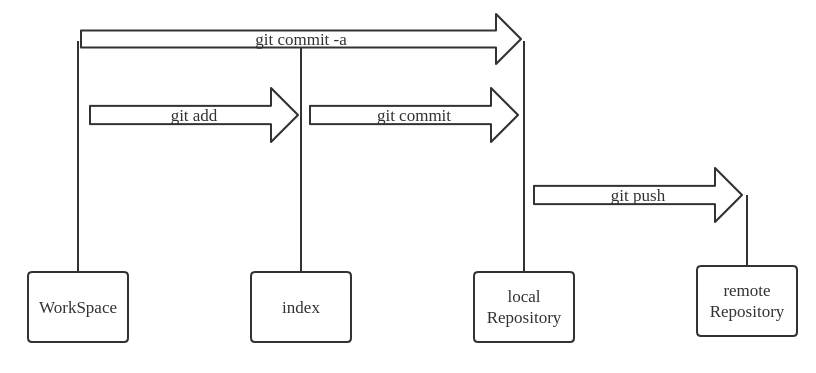 git commit -a
git add
git commit
git push
WorkSpace
index
local
Repository
remote
Repository